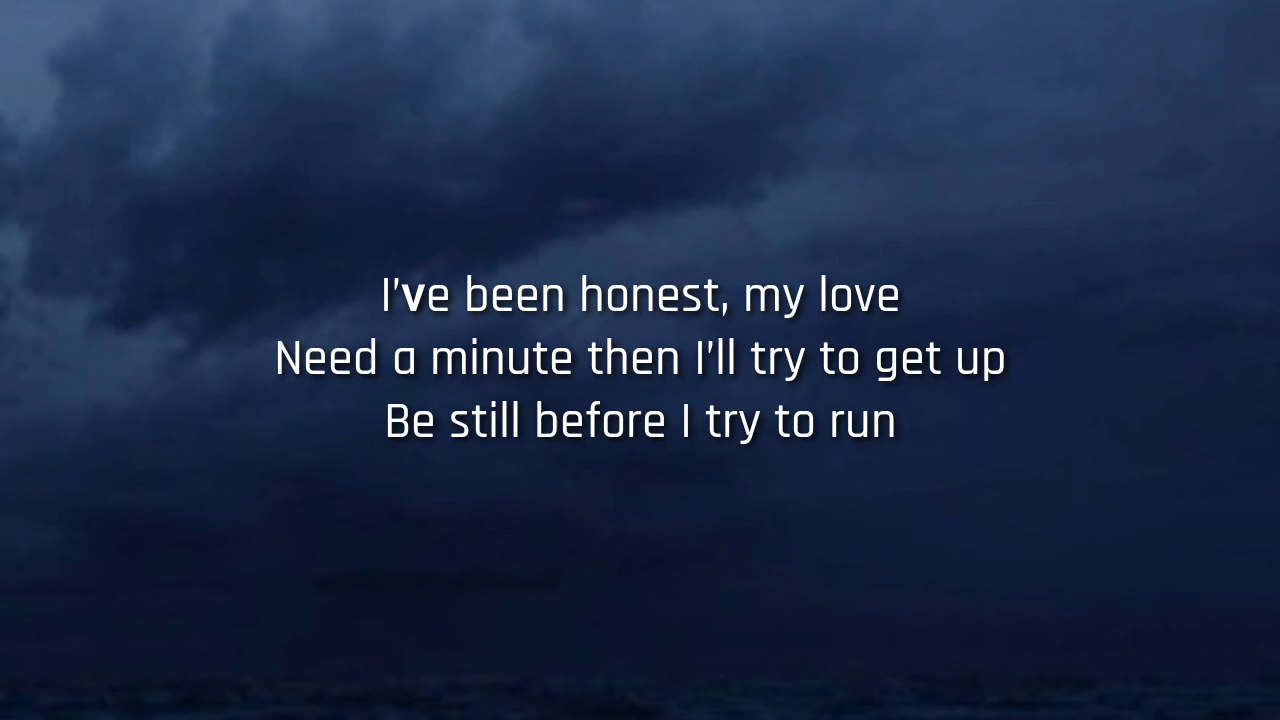 I've been honest, my love
Need a minute then I'll try to get up
Be still before I try to run